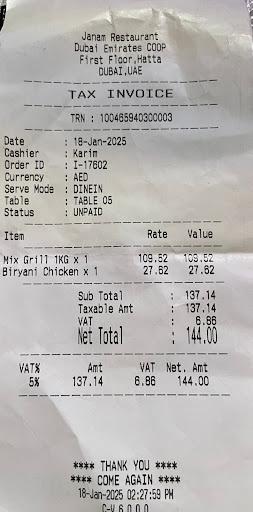 Janam Restaurant
Dubai Emirates COOP
First Floor,Hatta
DUBAI,UAE
TAX INVOICE
TRN : 100465940300003
Date : 18-Jan-2025
Cashier : Karim
Order ID : I-17602
Currency : AED
Serve Mode : DINEIN
Table : TABLE 05
Status : UNPAID
Item Rate Value
Mix Grill 1KG x 1 109.52 109.52
Biryani Chicken x 1 27.62 27.62
Sub Total : 137.14
Taxable Amt : 137.14
VAT : 6.86
Net Total : 144.00
VAT% Amt VAT Net. Amt
5% 137.14 6.86 144.00
**** THANK YOU ****
**** COME AGAIN ****
18-Jan-2025 02:27:59 PM
C-V 6.0.0.0